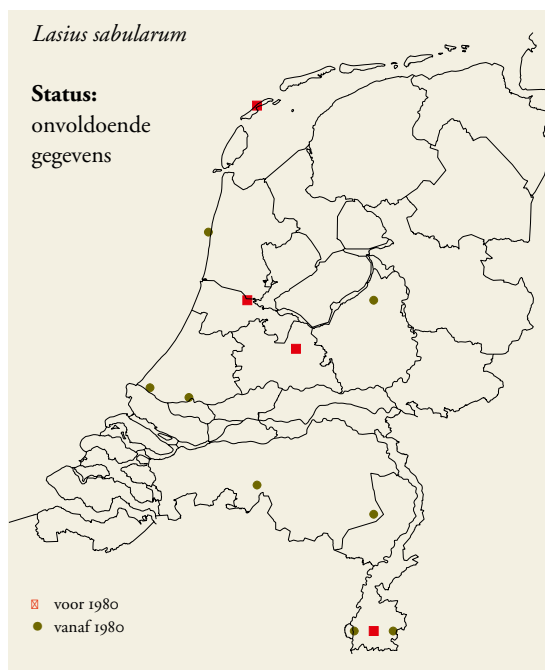 Lasius sabularum
Status:
onvoldoende
gegevens
voor 1980
vanaf 1980